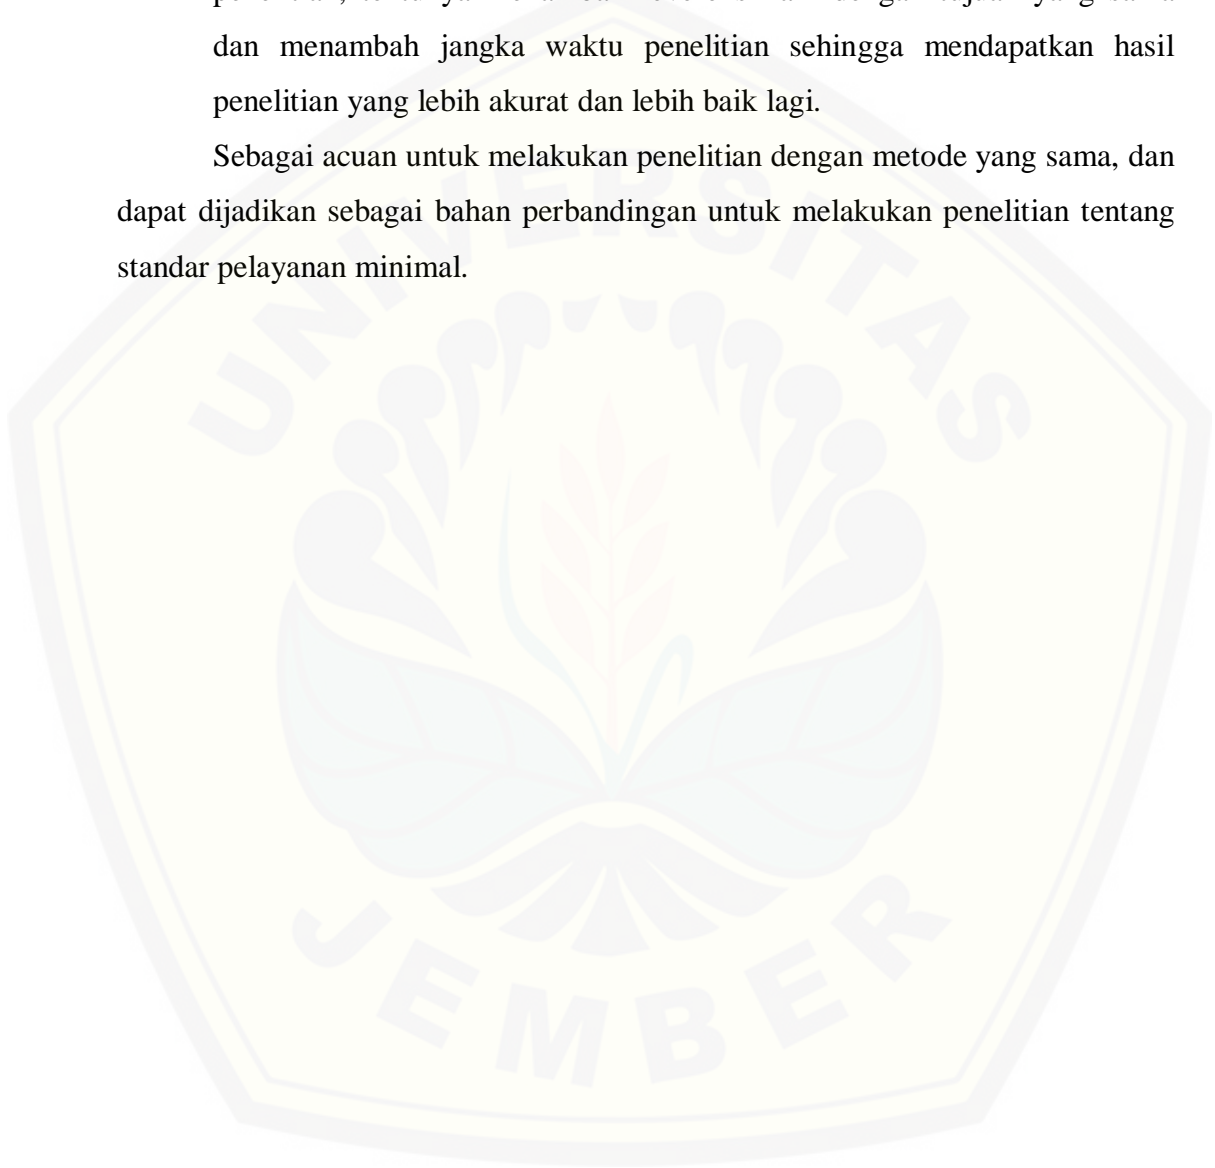 dan menambah jangka waktu penelitian sehingga mendapatkan hasil
penelitian yang lebih akurat dan lebih baik lagi.
Sebagai acuan untuk melakukan penelitian dengan metode yang sama, dan
dapat dijadikan sebagai bahan perbandingan untuk melakukan penelitian tentang
standar pelayanan minimal.
UNIVERSITAS
JEMBER